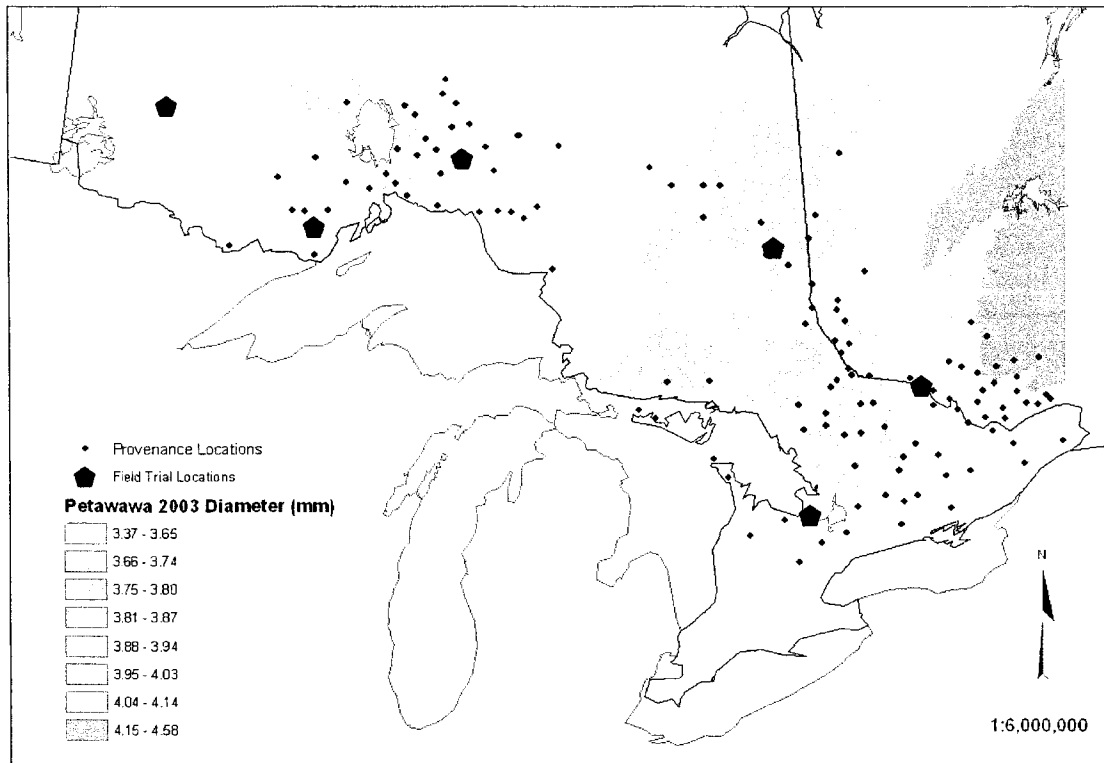 Provenance Locations
Field Trial Locations
Petawawa 2003 Diameter (mm)
3.37 - 3.65
3.66 - 3.74
3.75 - 3.80
3.81 - 3.87
3.88 - 3.94
3.95 - 4.03
4.04 - 4.14
4.15 - 4.58
N
1:6,000,000